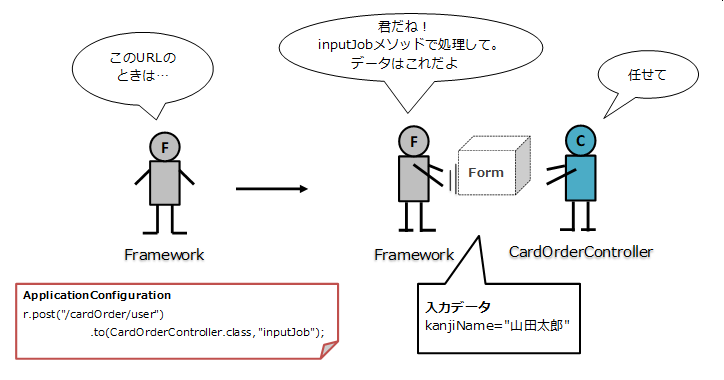 このURLの
ときは…
F
Framework
ApplicationConfiguration
r.post("/cardOrder/user")
.to(CardOrderController.class, "inputJob");
君だね！
inputJobメソッドで処理して。
データはこれだよ
F
Form
Framework
任せて
C
CardOrderController
入力データ
kanjiName="山田太郎"